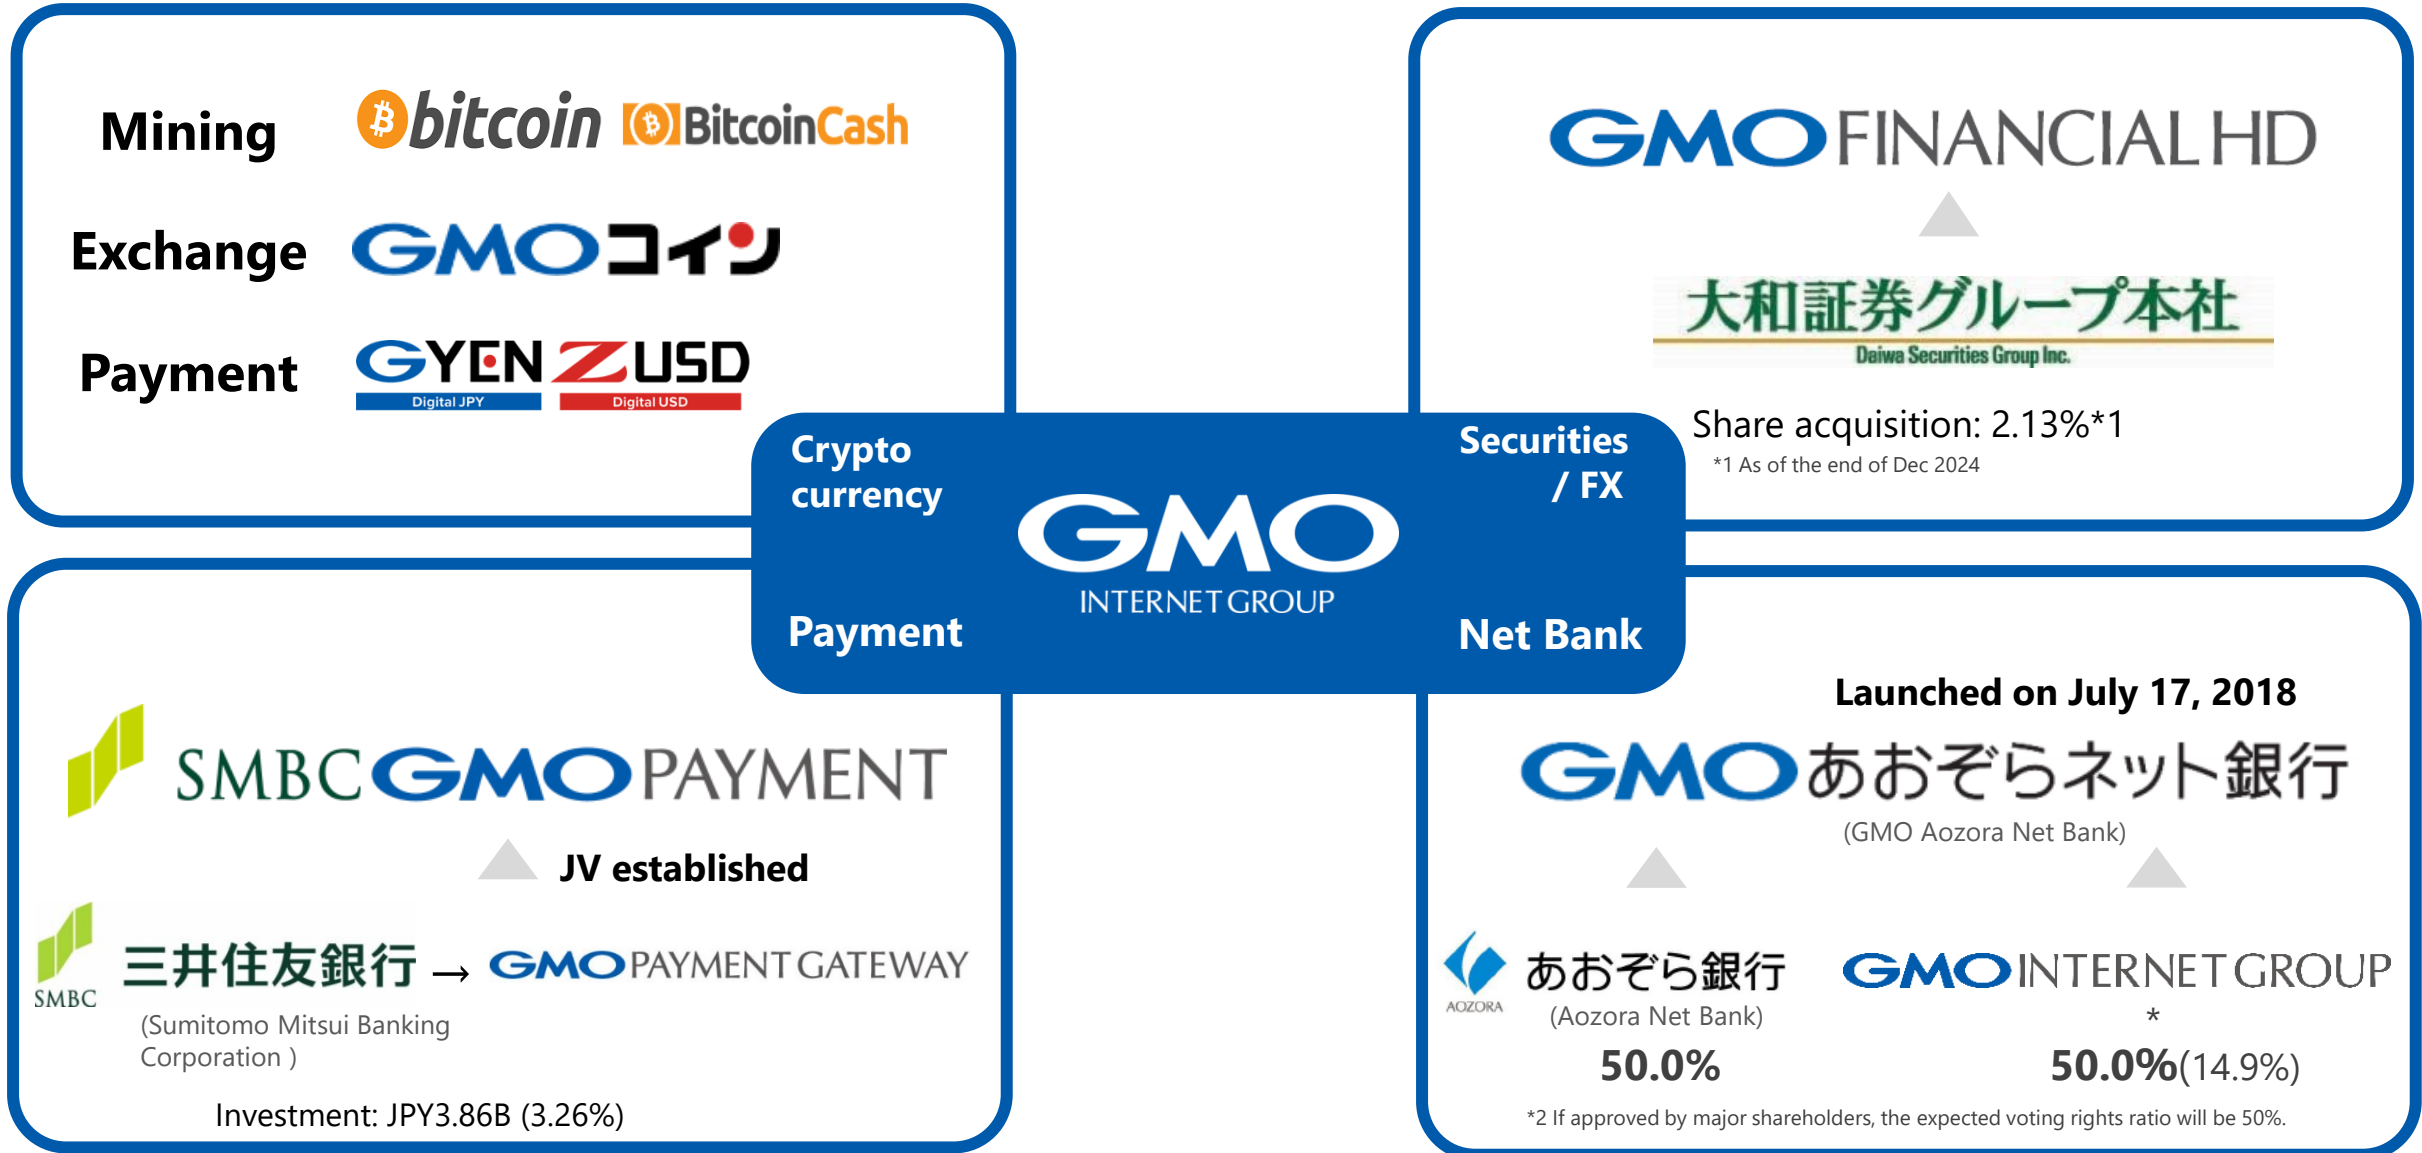 Mining
bitcoin BitcoinCash
Exchange
GMOコイン
Payment
GYEN ZUSD
Digital JPY Digital USD
GMO FINANCIAL HD
大和証券グループ本社
Daiwa Securities Group Inc.
Share acquisition: 2.13%*1
*1 As of the end of Dec 2024
Crypto
currency
Securities
/ FX
GMO
INTERNET GROUP
Payment
Net Bank
SMBC GMO PAYMENT
JV established
SMBC
三井住友銀行 → GMO PAYMENT GATEWAY
(Sumitomo Mitsui Banking
Corporation )
Investment: JPY3.86B (3.26%)
Launched on July 17, 2018
GMOあおぞらネット銀行
(GMO Aozora Net Bank)
AOZORA
あおぞら銀行
(Aozora Net Bank)
50.0%
GMO INTERNET GROUP
*
50.0%(14.9%)
*2 If approved by major shareholders, the expected voting rights ratio will be 50%.